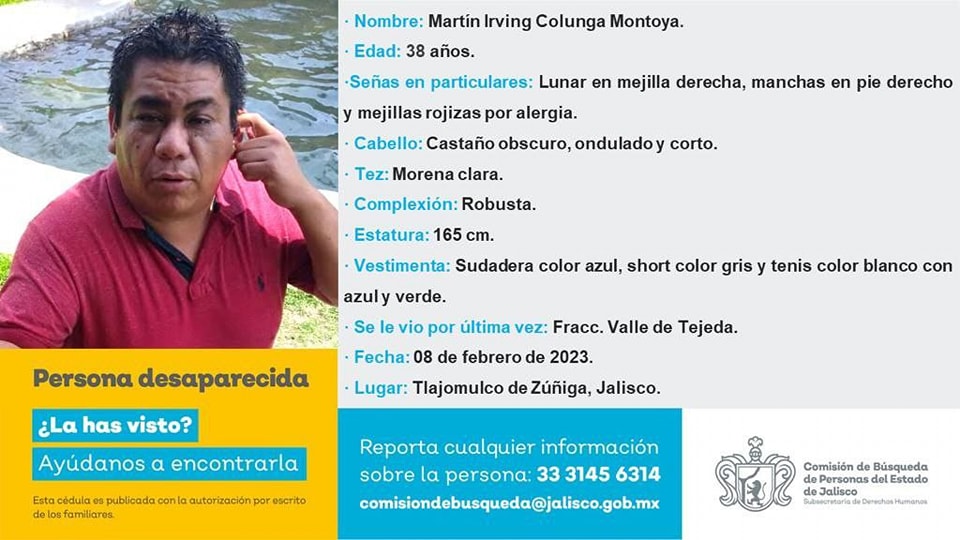 · Nombre: Martín Irving Colunga Montoya.
· Edad: 38 años.
·Señas en particulares: Lunar en mejilla derecha, manchas en pie derecho
y mejillas rojizas por alergia.
· Cabello: Castaño obscuro, ondulado y corto.
· Tez: Morena clara.
· Complexión: Robusta.
· Estatura: 165 cm.
· Vestimenta: Sudadera color azul, short color gris y tenis color blanco con
azul y verde.
· Se le vio por última vez: Fracc. Valle de Tejeda.
· Fecha: 08 de febrero de 2023.
· Lugar: Tlajomulco de Zúñiga, Jalisco.
Persona desaparecida
¿La has visto?
Ayúdanos a encontrarla
Esta cédula es publicada con la autorización por escrito
de los familiares.
Reporta cualquier información
sobre la persona: 33 3145 6314
comisiondebusqueda@jalisco.gob.mx
Comisión de Búsqueda
de Personas del Estado
de Jalisco
Subsecretaría de Derechos Humanos